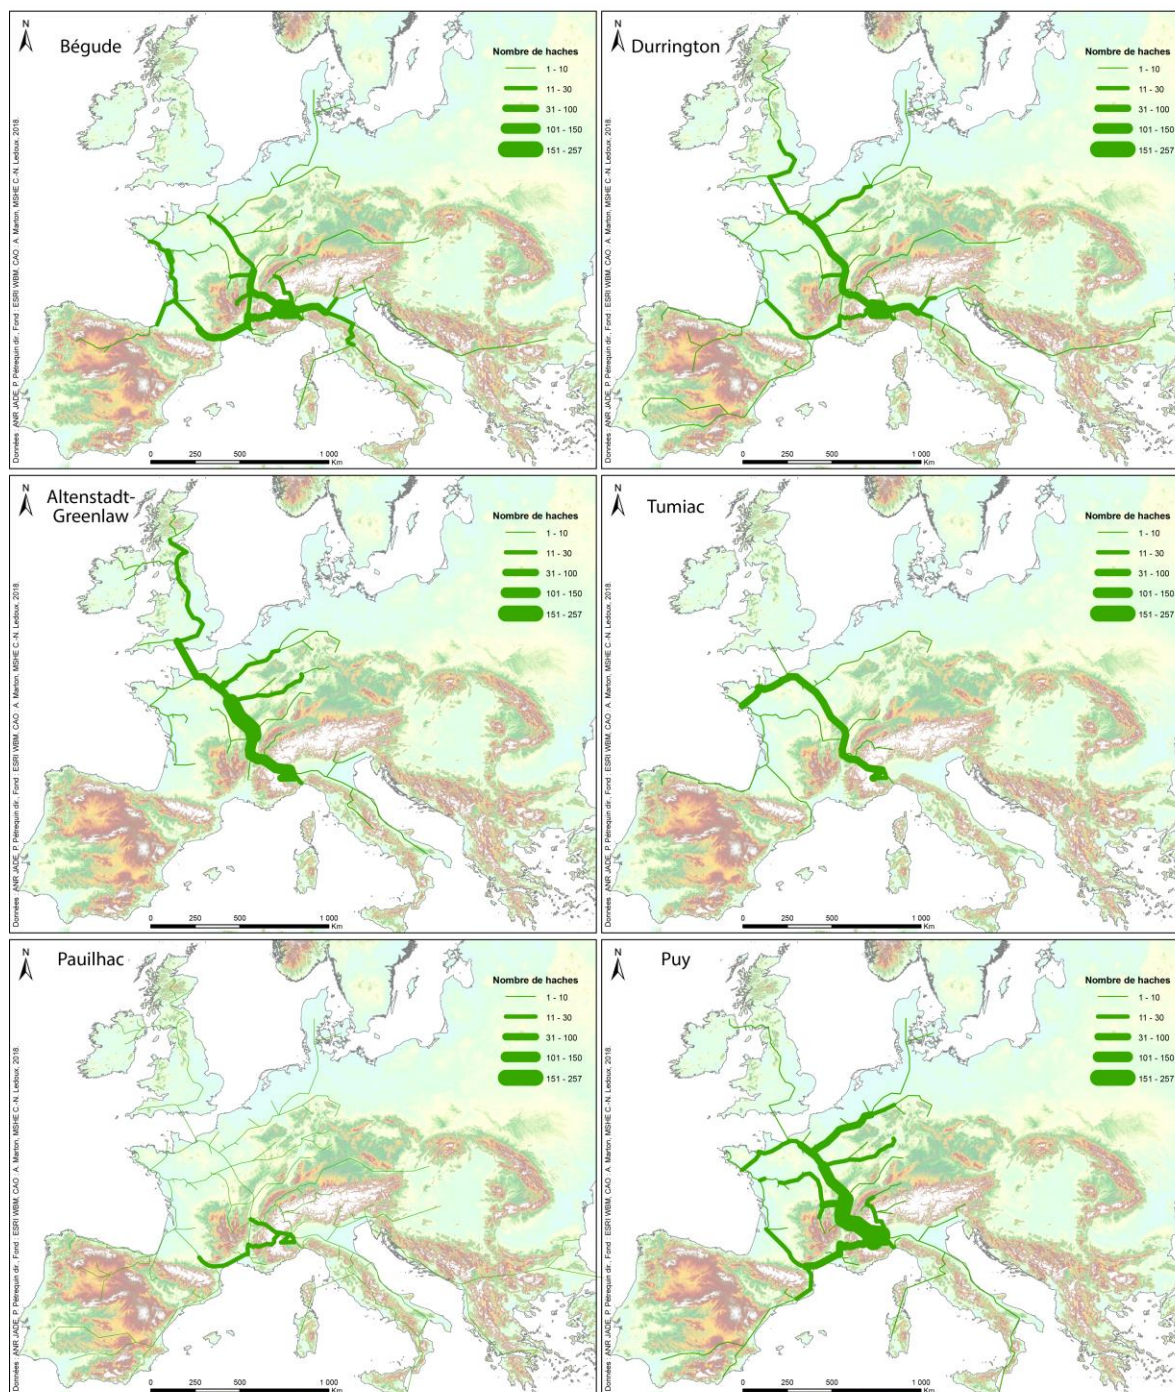 N
Bégude
Nombre de haches
1 - 10
11 - 30
31 - 100
101 - 150
151 - 257
Données : ANR JADE, P. Pétrequin dir., Fond : ESRI WBM, CAO : A. Marton, MSHE C.-N. Ledoux, 2018.
0 250 500 1 000
Km
N
Durrington
Nombre de haches
1 - 10
11 - 30
31 - 100
101 - 150
151 - 257
Données : ANR JADE, P. Pétrequin dir., Fond : ESRI WBM, CAO : A. Marton, MSHE C.-N. Ledoux, 2018.
0 250 500 1 000
Km
N
Altenstadt-
Greenlaw
Nombre de haches
1 - 10
11 - 30
31 - 100
101 - 150
151 - 257
Données : ANR JADE, P. Pétrequin dir., Fond : ESRI WBM, CAO : A. Marton, MSHE C.-N. Ledoux, 2018.
0 250 500 1 000
Km
N
Tumiac
Nombre de haches
1 - 10
11 - 30
31 - 100
101 - 150
151 - 257
Données : ANR JADE, P. Pétrequin dir., Fond : ESRI WBM, CAO : A. Marton, MSHE C.-N. Ledoux, 2018.
0 250 500 1 000
Km
N
Pauilhac
Nombre de haches
1 - 10
11 - 30
31 - 100
101 - 150
151 - 257
Données : ANR JADE, P. Pétrequin dir., Fond : ESRI WBM, CAO : A. Marton, MSHE C.-N. Ledoux, 2018.
0 250 500 1 000
Km
N
Puy
Nombre de haches
1 - 10
11 - 30
31 - 100
101 - 150
151 - 257
Données : ANR JADE, P. Pétrequin dir., Fond : ESRI WBM, CAO : A. Marton, MSHE C.-N. Ledoux, 2018.
0 250 500 1 000
Km